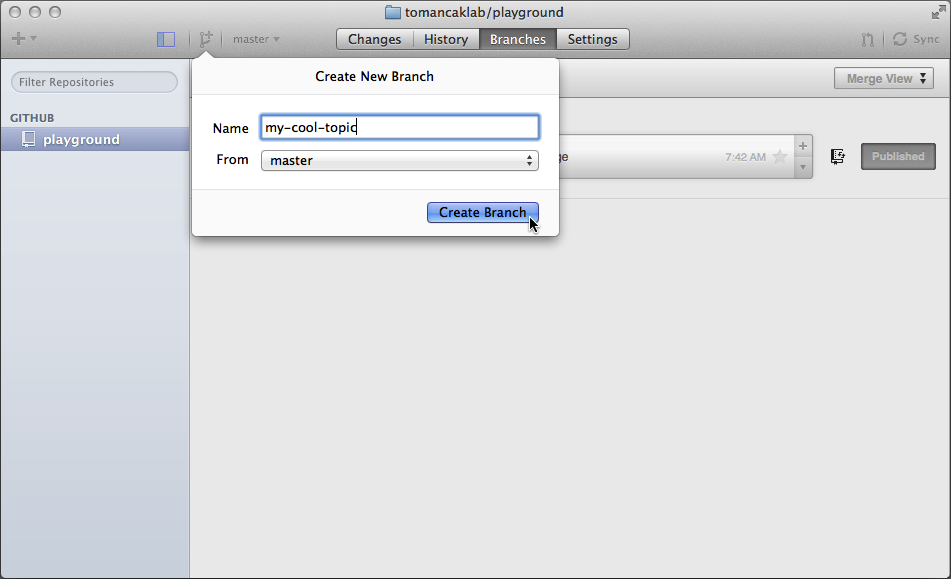 tomancaklab/playground
master
Changes
History
Branches
Settings
Sync
Filter Repositories
Create New Branch
Merge View
GITHUB
playground
Name
my-cool-topic
From
master
7:42 AM
Published
Create Branch